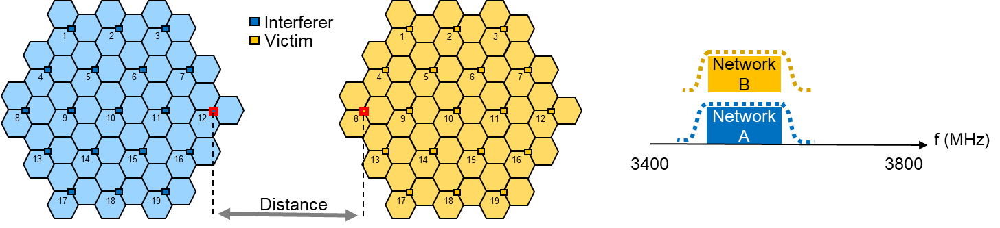 1 2 3
4 5 6 7
8 9 10 11 12
13 14 15 16
17 18 19
Interferer
Victim
1 2 3
4 5 6 7
8 9 10 11 12
13 14 15 16
17 18 19
Distance
Network
B
Network
A
f (MHz)
3400 3800